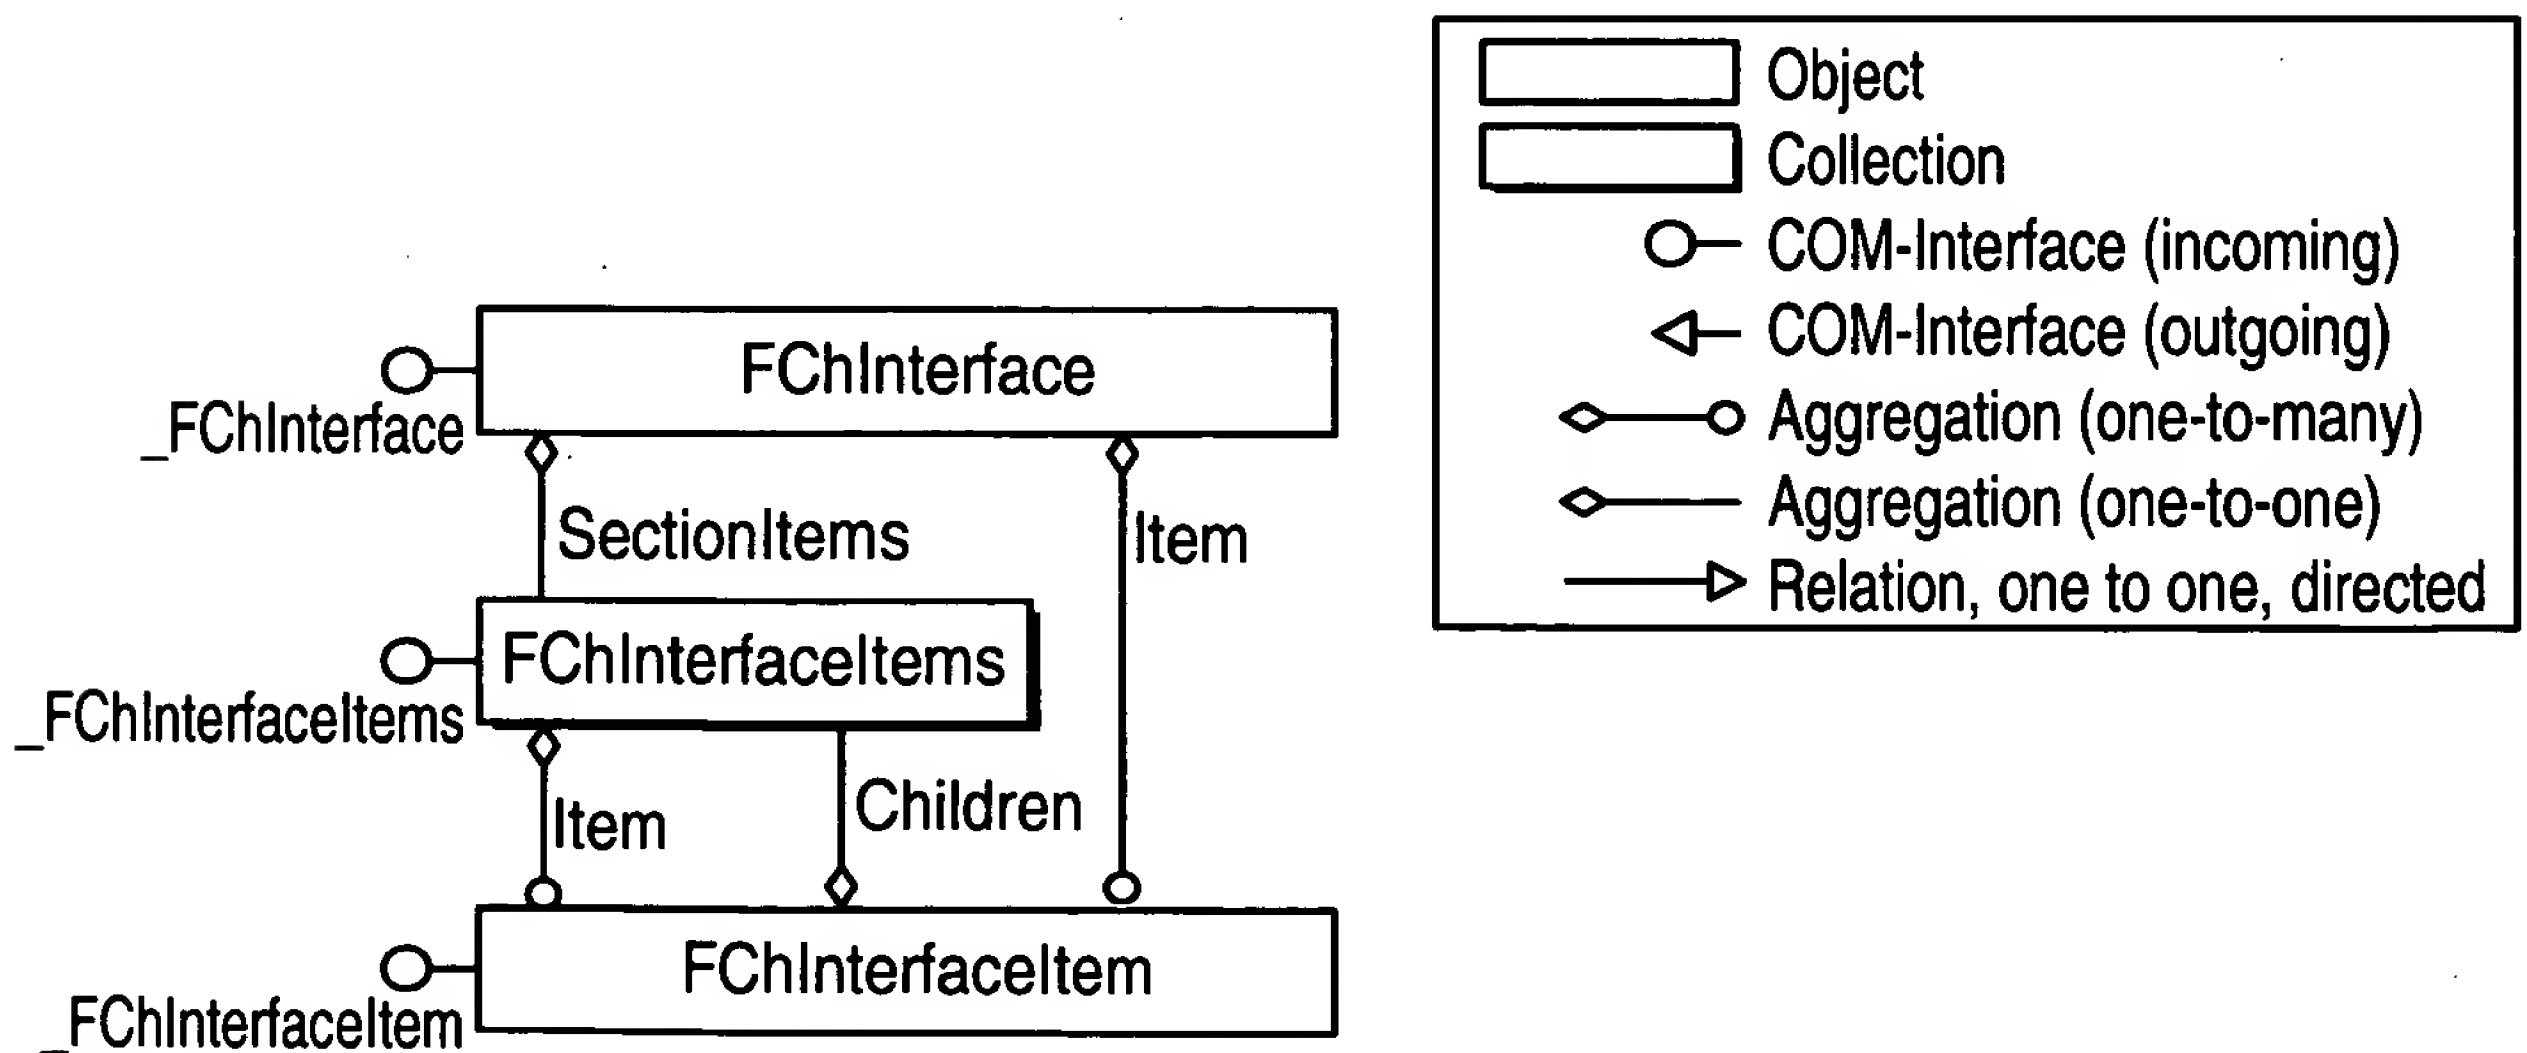 Object
Collection
COM-Interface (incoming)
COM-Interface (outgoing)
Aggregation (one-to-many)
Aggregation (one-to-one)
Relation, one to one, directed
FChInterface
_FChInterface
SectionItems
Item
FChInterfaceItems
_FChInterfaceItems
Children
Item
FChInterfaceItem
_FChInterfaceItem